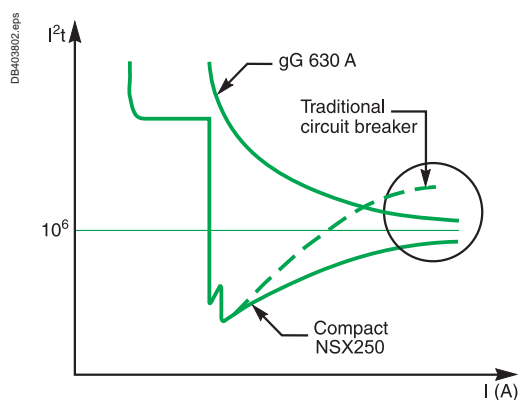 DB403802.eps
I²t
gG 630 A
Traditional
circuit breaker
10⁶
Compact
NSX250
I (A)